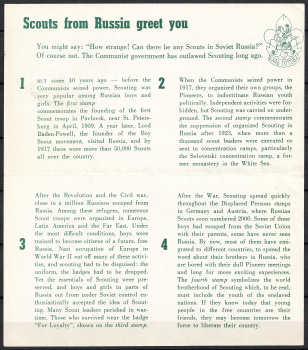 Scouts from Russia greet you
You might say: "How strange! Can there be any Scouts in Soviet Russia?"
Of course not. The Communist government has outlawed Scouting long ago.
1
BUT some 40 years ago — before the
Communists seized power, Scouting was
very popular among Russian boys and
girls. The first stamp
commemorates the founding of the first
Scout troop in Pavlovsk, near St. Peters-
burg in April, 1909. A year later, Lord
Baden-Powell, the founder of the Boy
Scout movement, visited Russia, and by
1917 there were more than 50,000 Scouts
all over the country.
2
When the Communists seized power in
1917, they organized their own groups, the
Pioneers, to indoctrinate Russian youth
politically. Independent activities were for-
bidden, but Scouting was carried on under-
ground. The second stamp commemorates
the suppression of organized Scouting in
Russia after 1923, when more than a
thousand scout leaders were executed or
sent to concentration camps, particularly
the Solovetski concentration camp, a for-
mer monastery in the White Sea.
3
After the Revolution and the Civil war,
close to a million Russians escaped from
Russia. Among these refugees, numerous
Scout troops were organized in Europe,
Latin America and the Far East. Under
the most difficult conditions, boys were
trained to become citizens of a future, free
Russia. Nazi occupation of Europe in
World War II cut off many of these activi-
ties, and scouting had to be disguised: the
uniform, the badges had to be dropped.
Yet the essentials of Scouting were pre-
served, and boys and girls in parts of
Russia out from under Soviet control en-
thusiastically accepted the idea of Scout-
ing. Many Scout leaders perished in war-
time. Those who survived wear the badge
"For Loyalty", shown on the third stamp.
4
After the War, Scouting spread quickly
throughout the Displaced Persons camps
in Germany and Austria, where Russian
Scouts soon numbered 2000. Some of these
boys had escaped from the Soviet Union
with their parents, some have never seen
Russia. By now, most of them have emi-
grated to different countries, to spread the
word about their brothers in Russia, who
are bored with their dull Pioneer meetings
and long for more exciting experiences.
The fourth stamp symbolizes the world
brotherhood of Scouting which, to be real,
must include the youth of the enslaved
nations. If they know today that young
people in the free countries are their
friends, they may become tomorrow the
force to liberate their country.